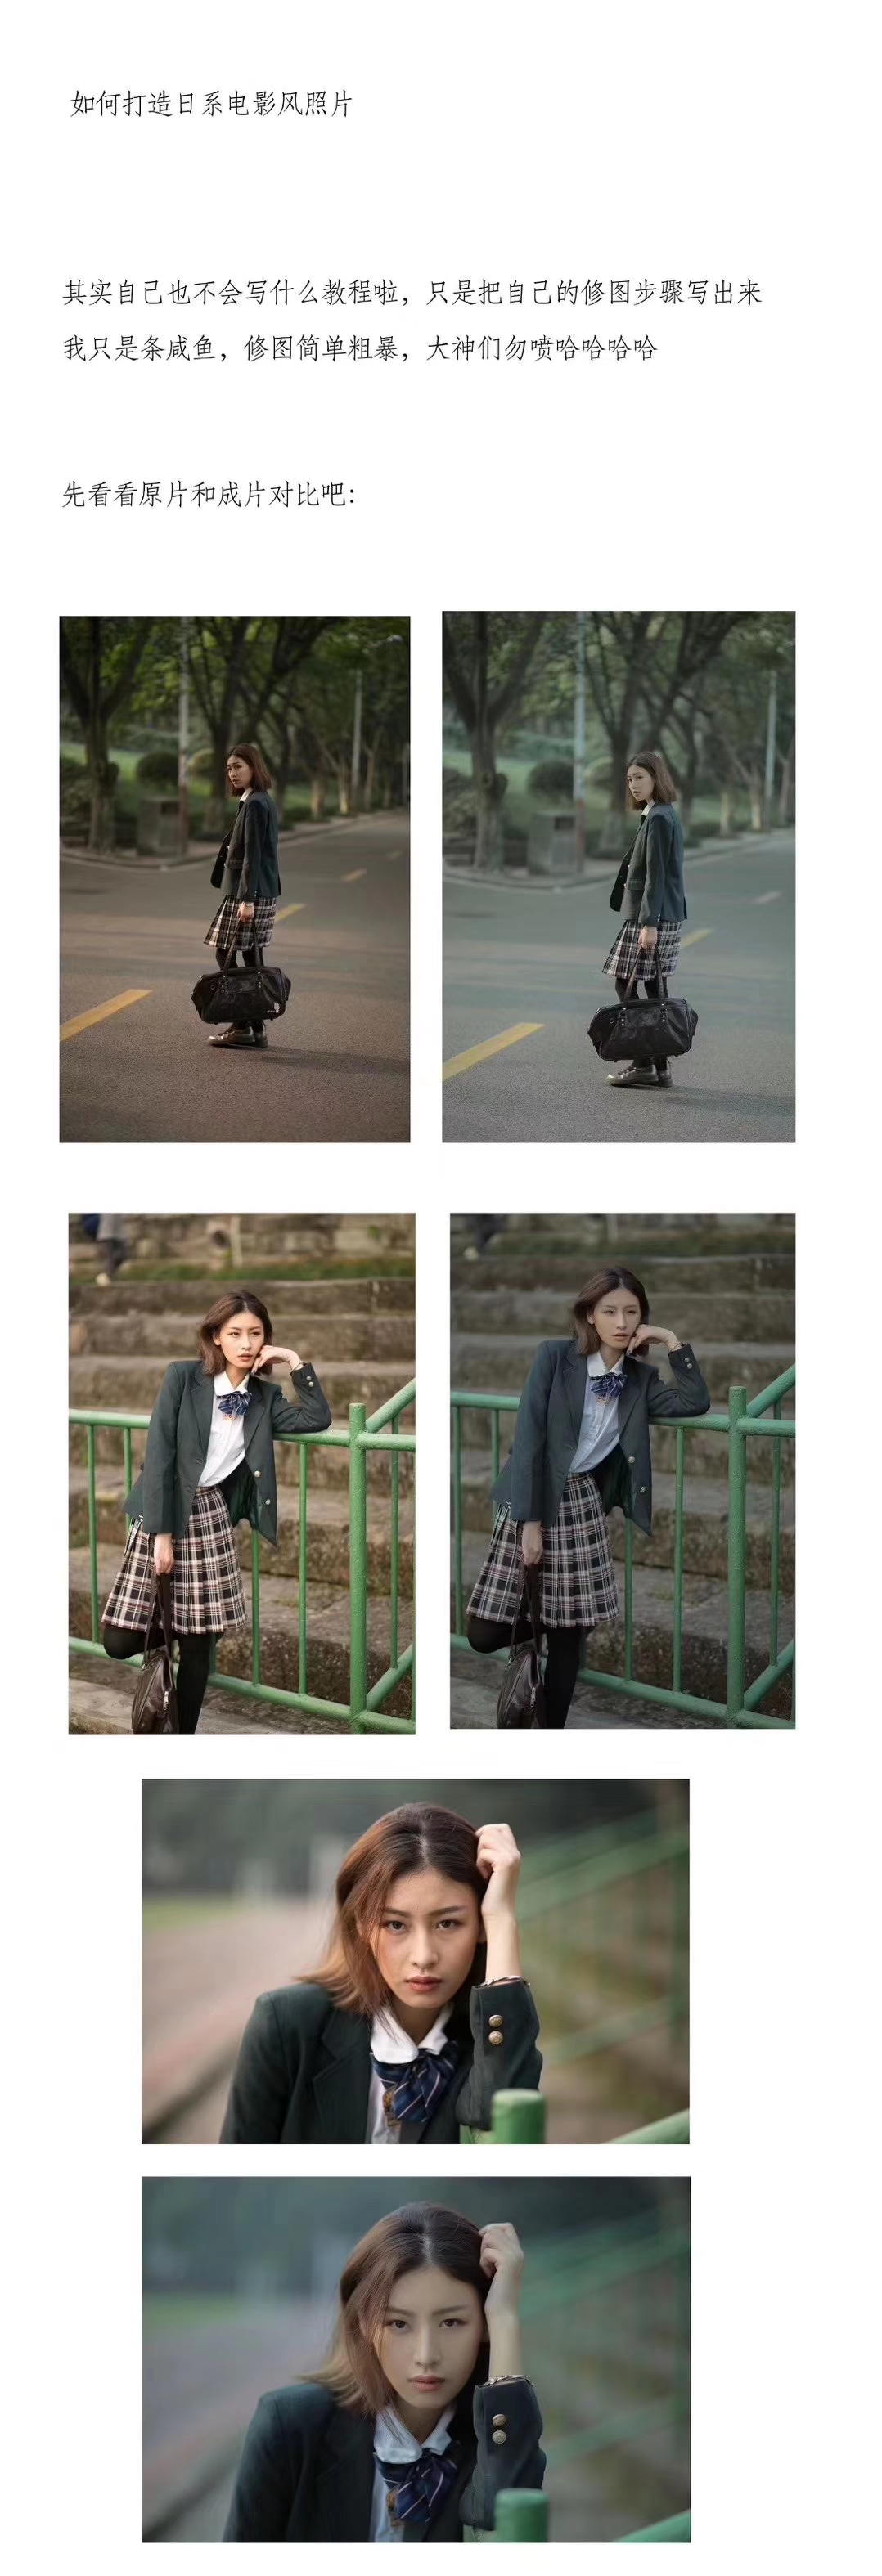 如何打造日系电影风照片
其实自己也不会写什么教程啦，只是把自己的修图步骤写出来
我只是条咸鱼，修图简单粗暴，大神们勿喷哈哈哈哈
先看看原片和成片对比吧：